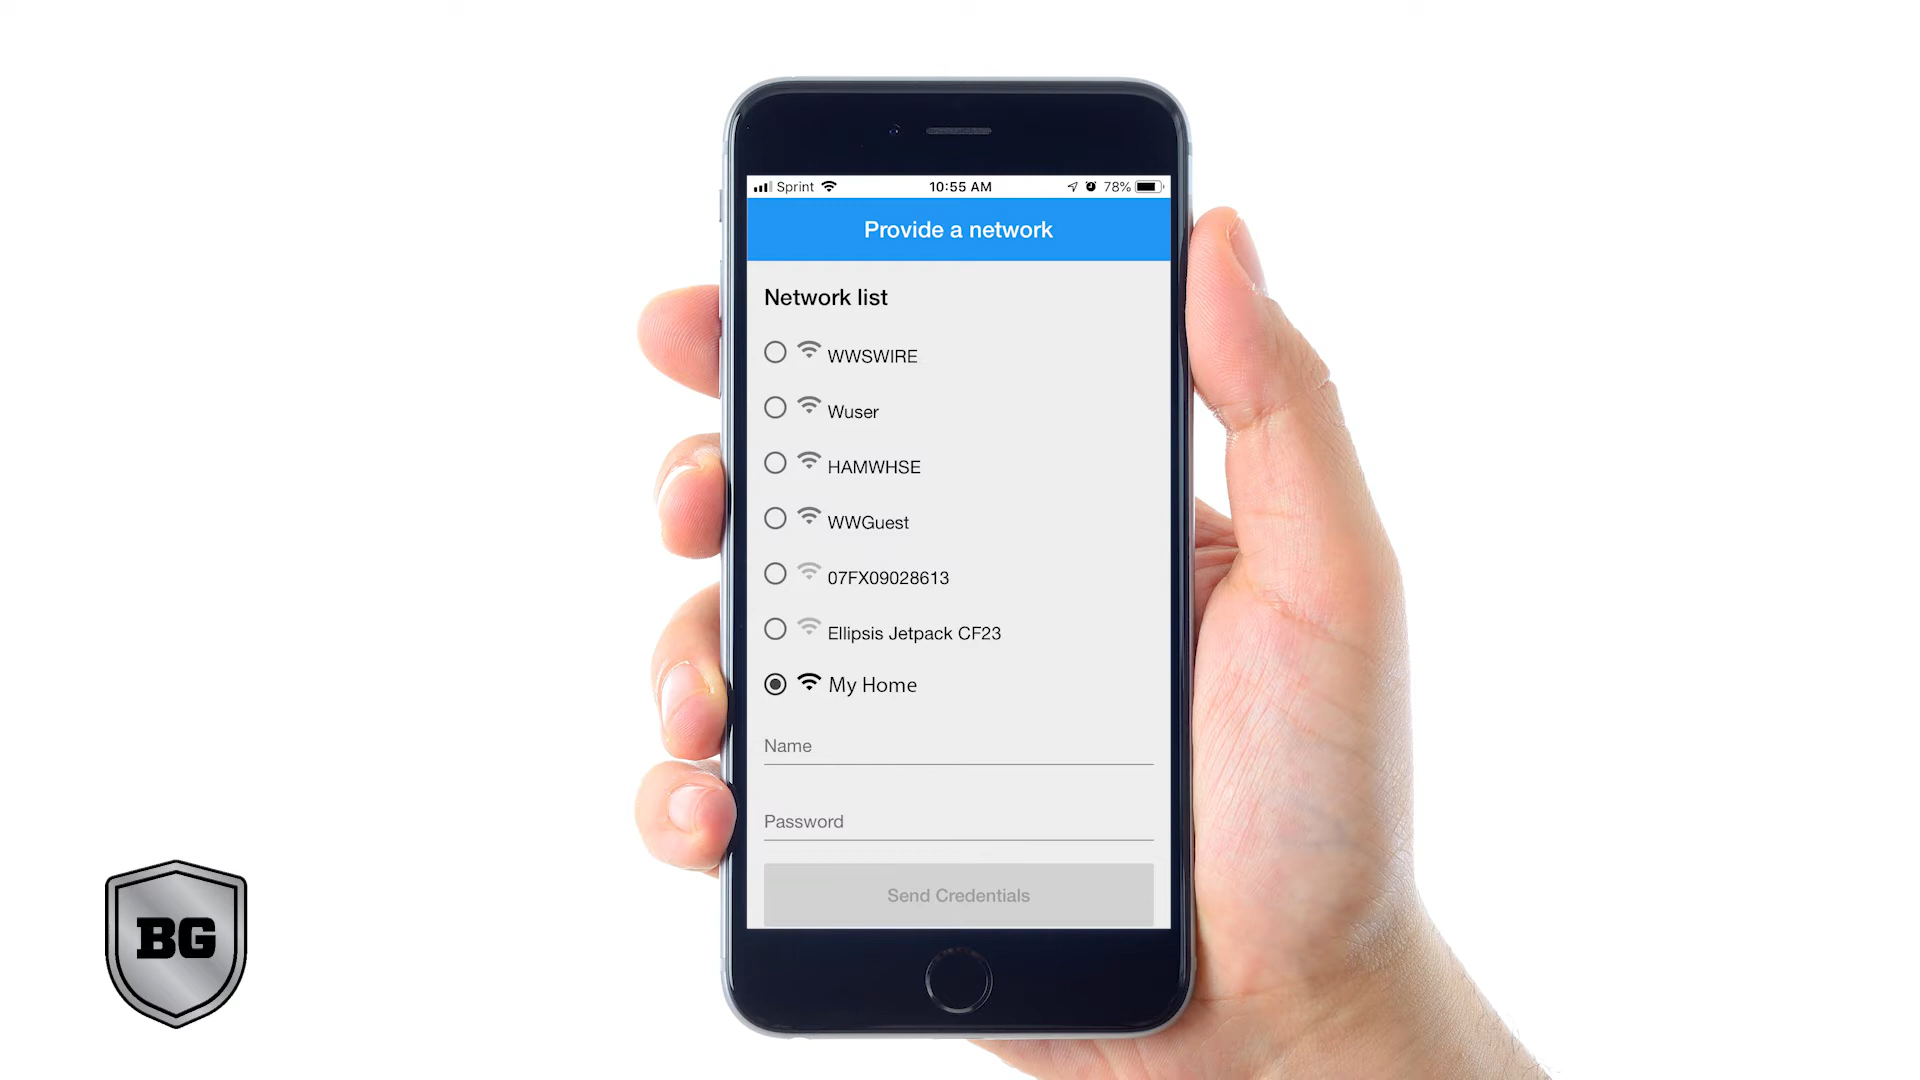 Sprint 10:55 AM 78%
Provide a network
Network list
WWSWIRE
Wuser
HAMWHSE
WWGuest
07FX09028613
Ellipsis Jetpack CF23
My Home
Name
Password
Send Credentials
BG